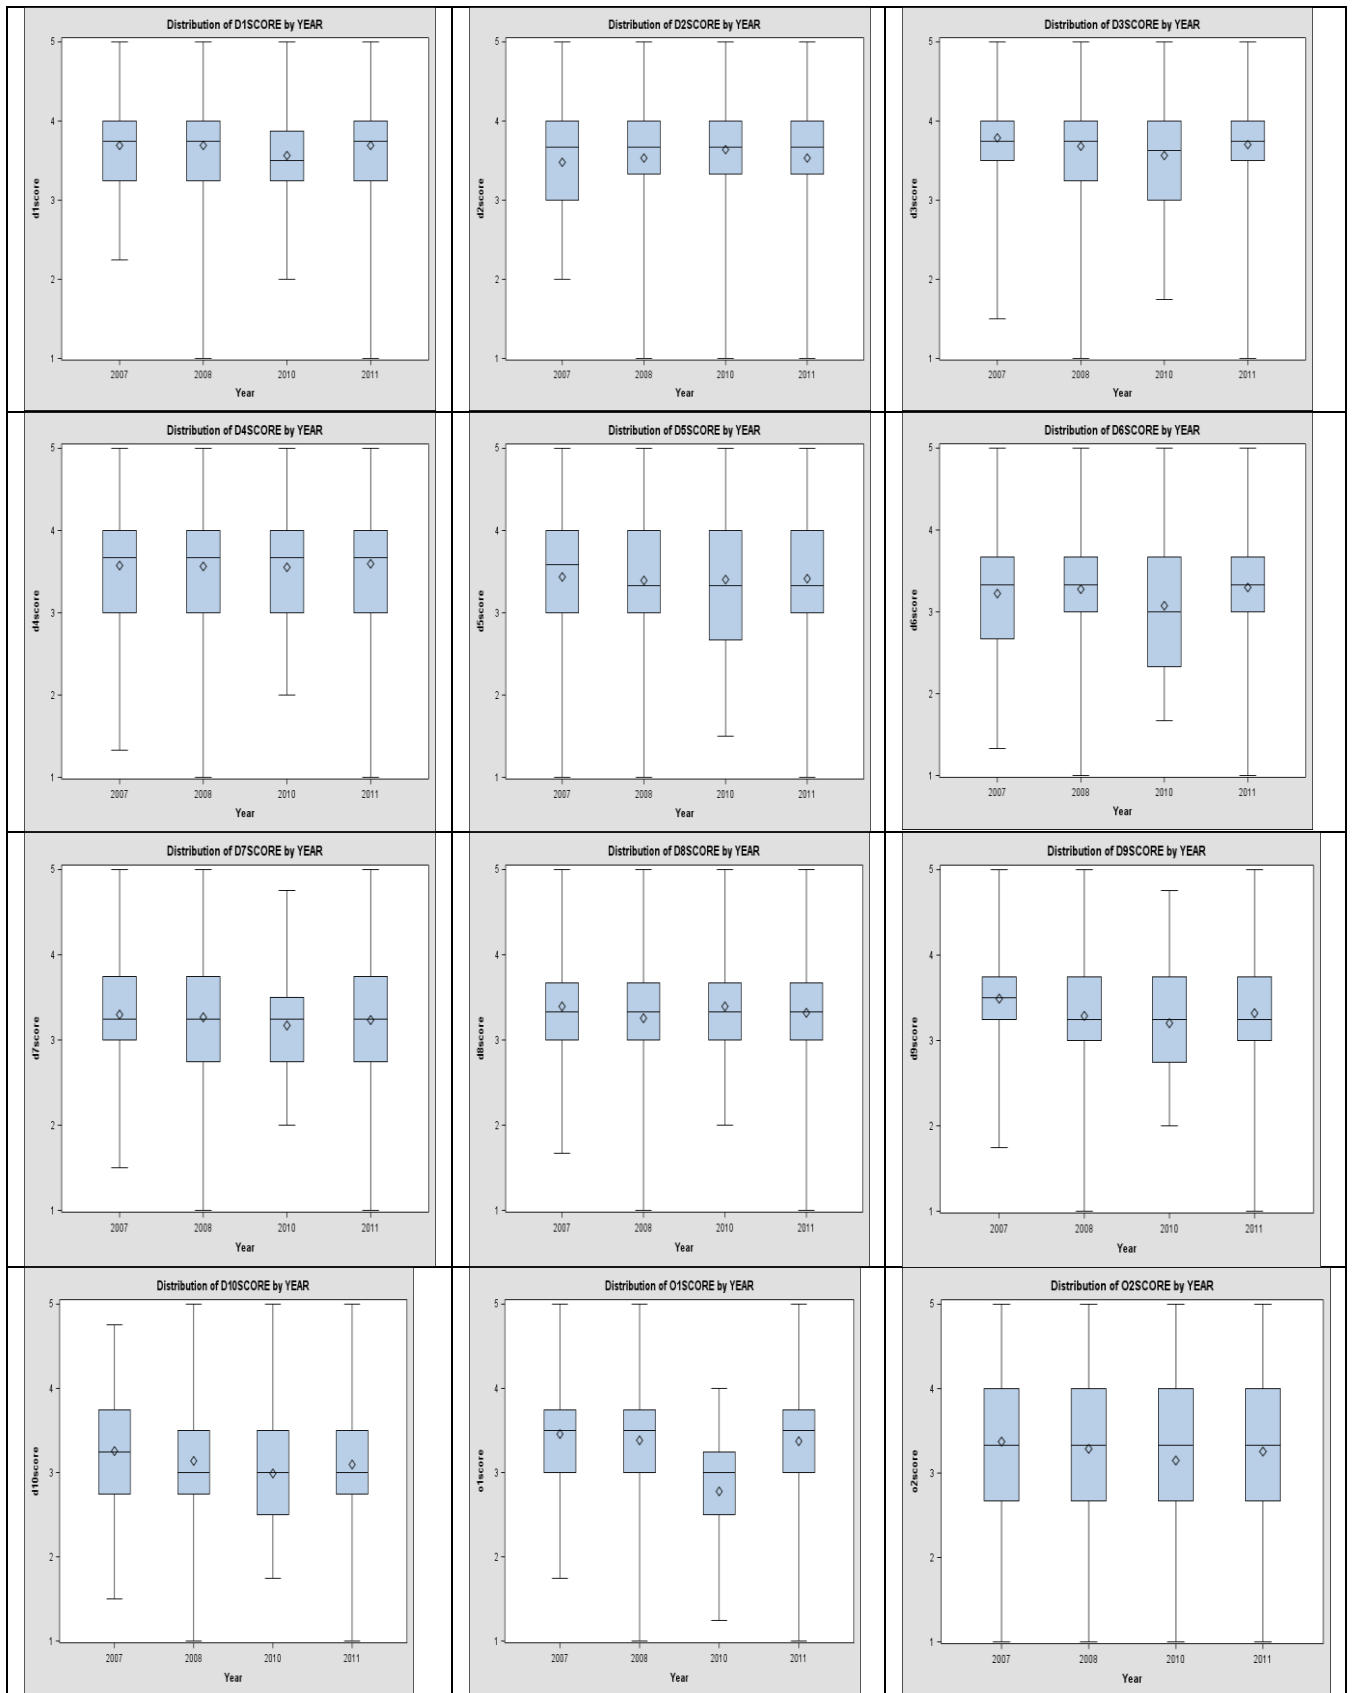 Distribution of D1SCORE by YEAR
5
4
3
2
1
d1score
2007 2008 2010 2011
Year
Distribution of D2SCORE by YEAR
5
4
3
2
1
d2score
2007 2008 2010 2011
Year
Distribution of D3SCORE by YEAR
5
4
3
2
1
d3score
2007 2008 2010 2011
Year
Distribution of D4SCORE by YEAR
5
4
3
2
1
d4score
2007 2008 2010 2011
Year
Distribution of D5SCORE by YEAR
5
4
3
2
1
d5score
2007 2008 2010 2011
Year
Distribution of D6SCORE by YEAR
5
4
3
2
1
d6score
2007 2008 2010 2011
Year
Distribution of D7SCORE by YEAR
5
4
3
2
1
d7score
2007 2008 2010 2011
Year
Distribution of D8SCORE by YEAR
5
4
3
2
1
d8score
2007 2008 2010 2011
Year
Distribution of D9SCORE by YEAR
5
4
3
2
1
d9score
2007 2008 2010 2011
Year
Distribution of D10SCORE by YEAR
5
4
3
2
1
d10score
2007 2008 2010 2011
Year
Distribution of O1SCORE by YEAR
5
4
3
2
1
o1score
2007 2008 2010 2011
Year
Distribution of O2SCORE by YEAR
5
4
3
2
1
o2score
2007 2008 2010 2011
Year